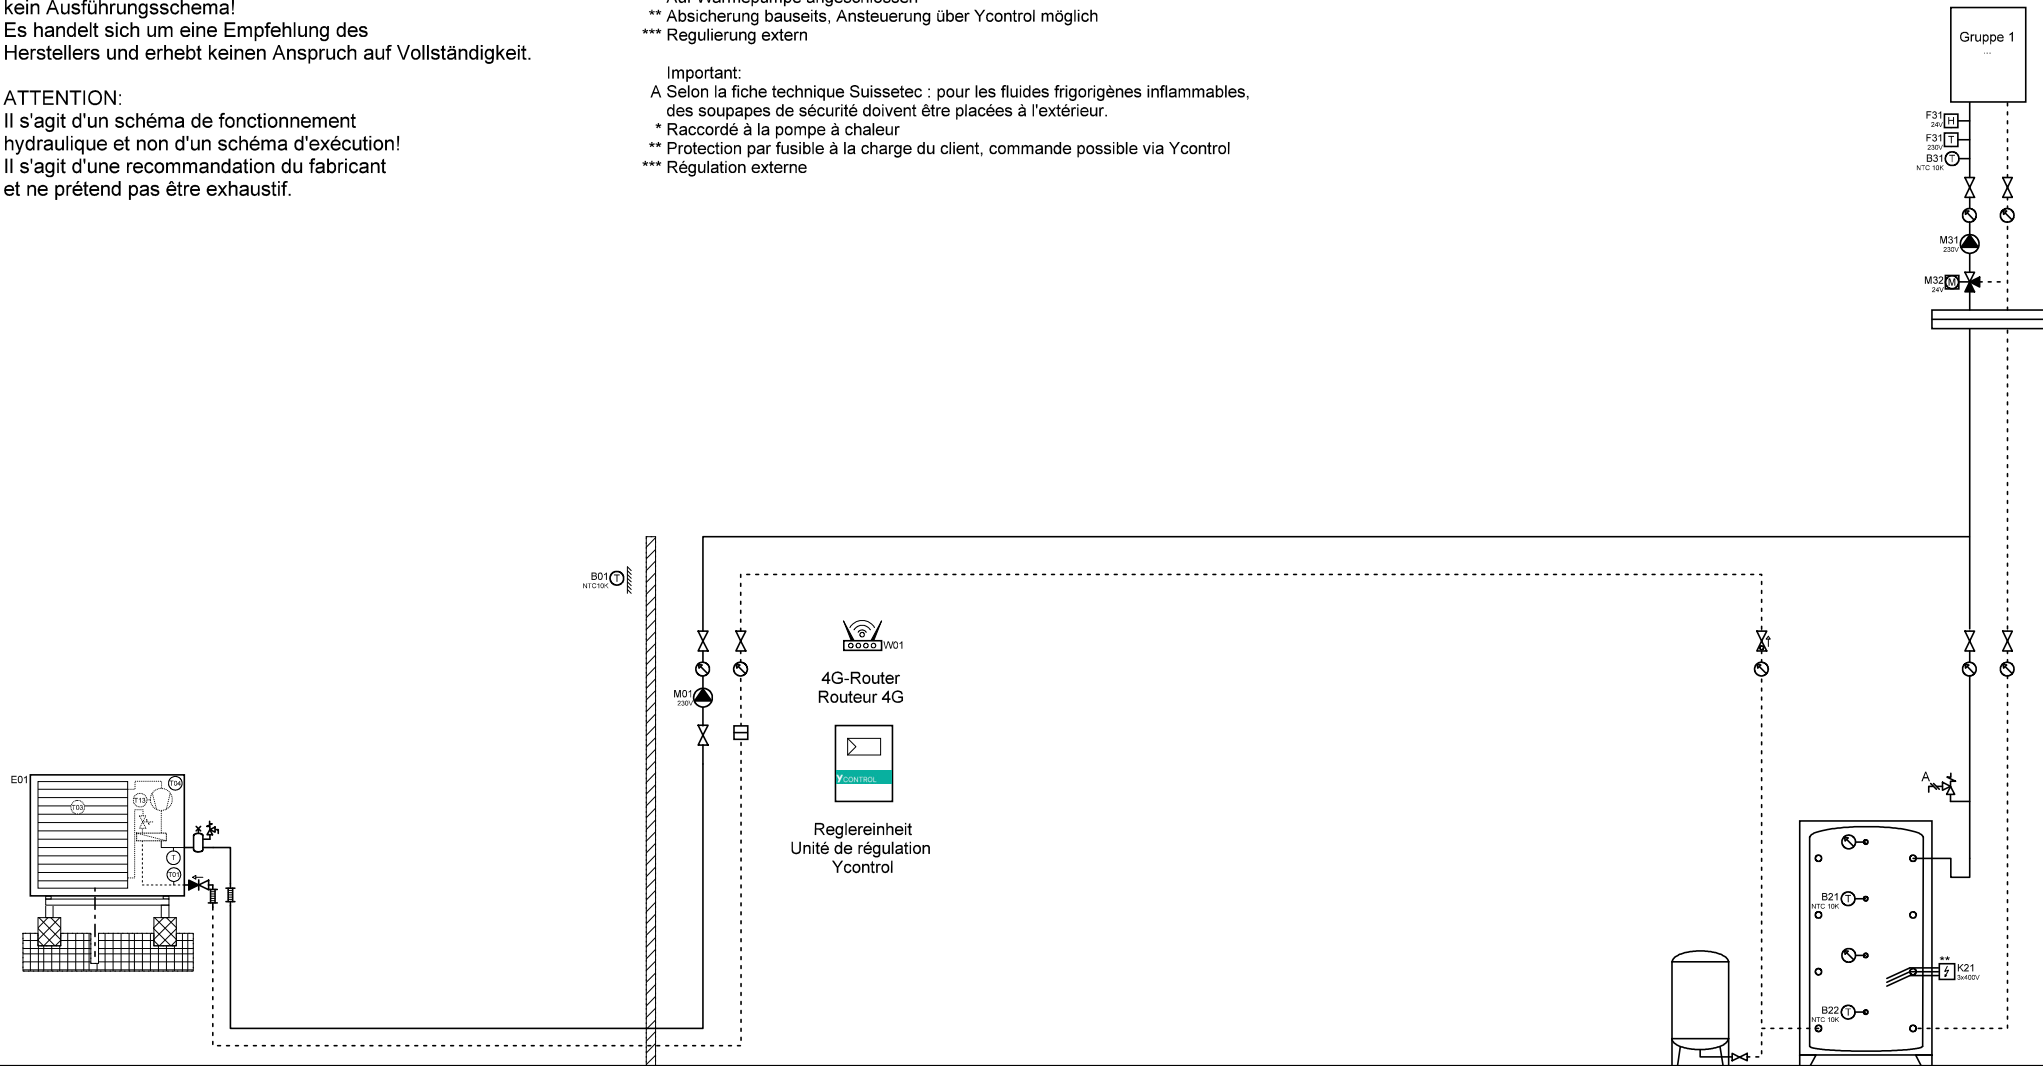 kein Ausführungsschema!
Es handelt sich um eine Empfehlung des
Herstellers und erhebt keinen Anspruch auf Vollständigkeit.
ATTENTION:
Il s'agit d'un schéma de fonctionnement
hydraulique et non d'un schéma d'exécution!
Il s'agit d'une recommandation du fabricant
et ne prétend pas être exhaustif.
** Absicherung bauseits, Ansteuerung über Ycontrol möglich
*** Regulierung extern
Important:
A Selon la fiche technique Suissetec : pour les fluides frigorigènes inflammables,
des soupapes de sécurité doivent être placées à l'extérieur.
* Raccordé à la pompe à chaleur
** Protection par fusible à la charge du client, commande possible via Ycontrol
*** Régulation externe
Gruppe 1
...
F31
24V
H
F31
230V
T
B31
NTC 10K
T
M31
230V
M32
24V
M
B01
NTC10K
T
W01
4G-Router
Routeur 4G
M01
230V
YCONTROL
Reglereinheit
Unité de régulation
Ycontrol
E01
T04
T13
T03
T
T01
A
B21
NTC 10K
T
**
K21
3x400V
B22
NTC 10K
T